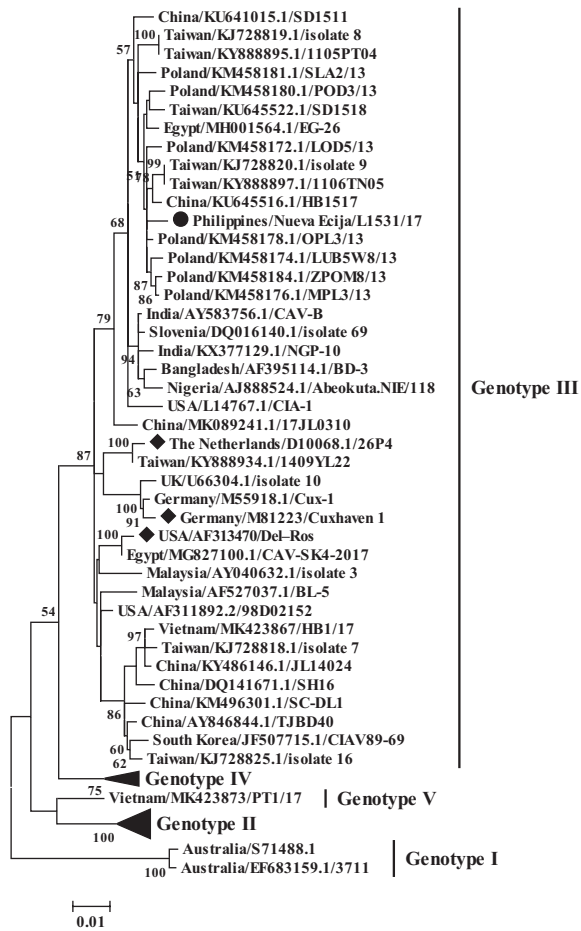 China/KU641015.1/SD1511
57
100
Taiwan/KJ728819.1/isolate 8
Taiwan/KY888895.1/1105PT04
Poland/KM458181.1/SLA2/13
Poland/KM458180.1/POD3/13
Taiwan/KU645522.1/SD1518
Egypt/MH001564.1/EG-26
Poland/KM458172.1/LOD5/13
99
Taiwan/KJ728820.1/isolate 9
51
78
Taiwan/KY888897.1/1106TN05
China/KU645516.1/HB1517
68
Philippines/Nueva Ecija/L1531/17
Poland/KM458178.1/OPL3/13
Poland/KM458174.1/LUB5W8/13
Poland/KM458184.1/ZPOM8/13
87
86
Poland/KM458176.1/MPL3/13
79
India/AY583756.1/CAV-B
Slovenia/DQ016140.1/isolate 69
India/KX377129.1/NGP-10
94
Bangladesh/AF395114.1/BD-3
63
Nigeria/AJ888524.1/Abeokuta.NIE/118
Genotype III
USA/L14767.1/CIA-1
China/MK089241.1/17JL0310
100
The Netherlands/D10068.1/26P4
87
Taiwan/KY888934.1/1409YL22
UK/U66304.1/isolate 10
Germany/M55918.1/Cux-1
100
Germany/M81223/Cuxhaven 1
91
100
USA/AF313470/Del–Ros
Egypt/MG827100.1/CAV-SK4-2017
Malaysia/AY040632.1/isolate 3
Malaysia/AF527037.1/BL-5
54
USA/AF311892.2/98D02152
97
Vietnam/MK423867/HB1/17
Taiwan/KJ728818.1/isolate 7
China/KY486146.1/JL14024
China/DQ141671.1/SH16
China/KM496301.1/SC-DL1
86
China/AY846844.1/TJBD40
South Korea/JF507715.1/CIAV89-69
60
62
Taiwan/KJ728825.1/isolate 16
Genotype IV
75
Vietnam/MK423873/PT1/17
Genotype V
Genotype II
100
Australia/S71488.1
Genotype I
100
Australia/EF683159.1/3711
0.01